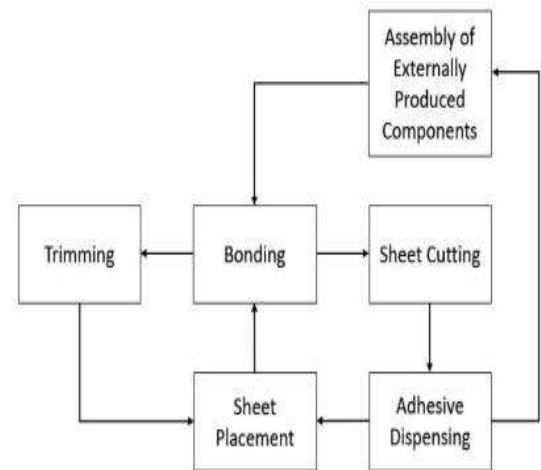 Assembly of
Externally
Produced
Components
Trimming
Bonding
Sheet Cutting
Sheet
Placement
Adhesive
Dispensing